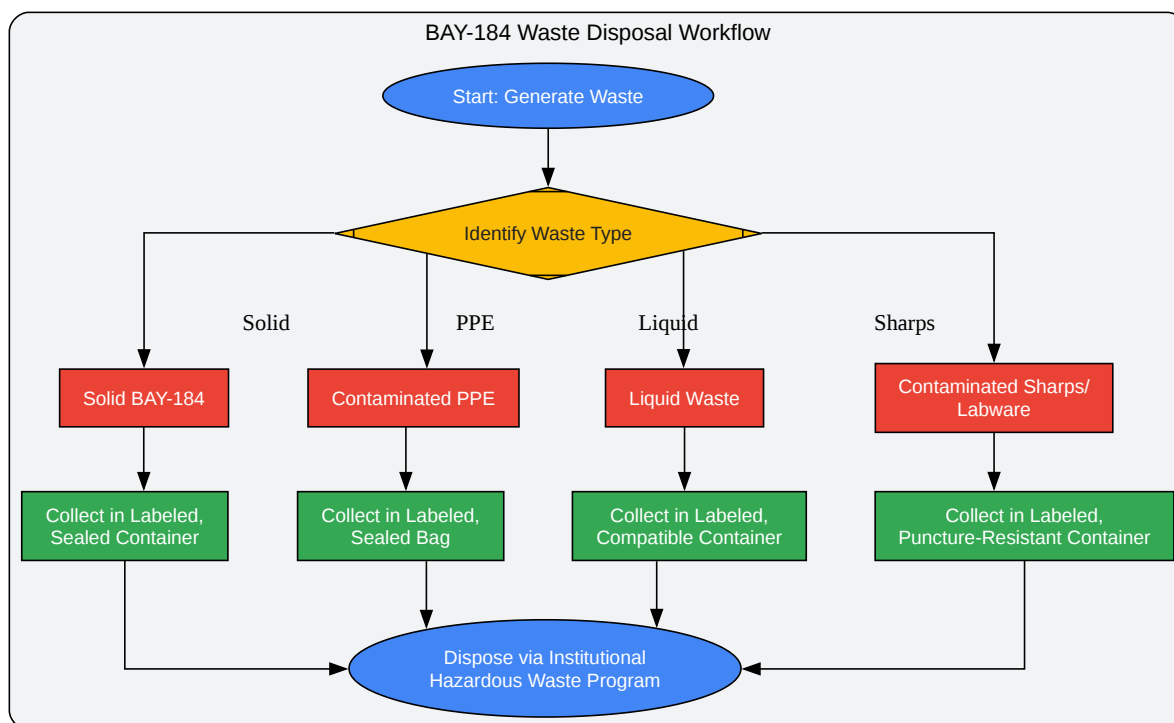 BAY-184 Waste Disposal Workflow
Start: Generate Waste
Identify Waste Type
Solid
PPE
Liquid
Sharps
Solid BAY-184
Contaminated PPE
Liquid Waste
Contaminated Sharps/
Labware
Collect in Labeled,
Sealed Container
Collect in Labeled,
Sealed Bag
Collect in Labeled,
Compatible Container
Collect in Labeled,
Puncture-Resistant Container
Dispose via Institutional
Hazardous Waste Program